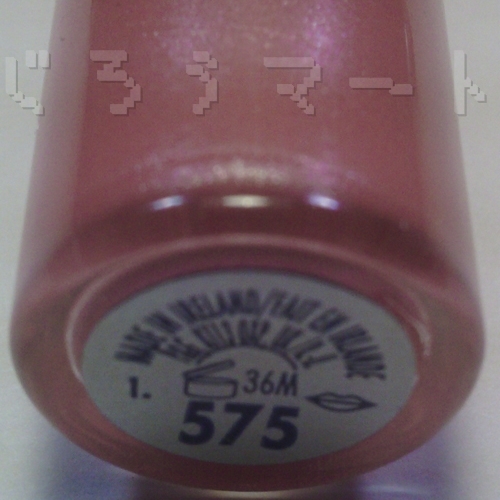 じろうマート
MADE IN IRELAND/FAIT EN IRLANDE
1.
36M
575